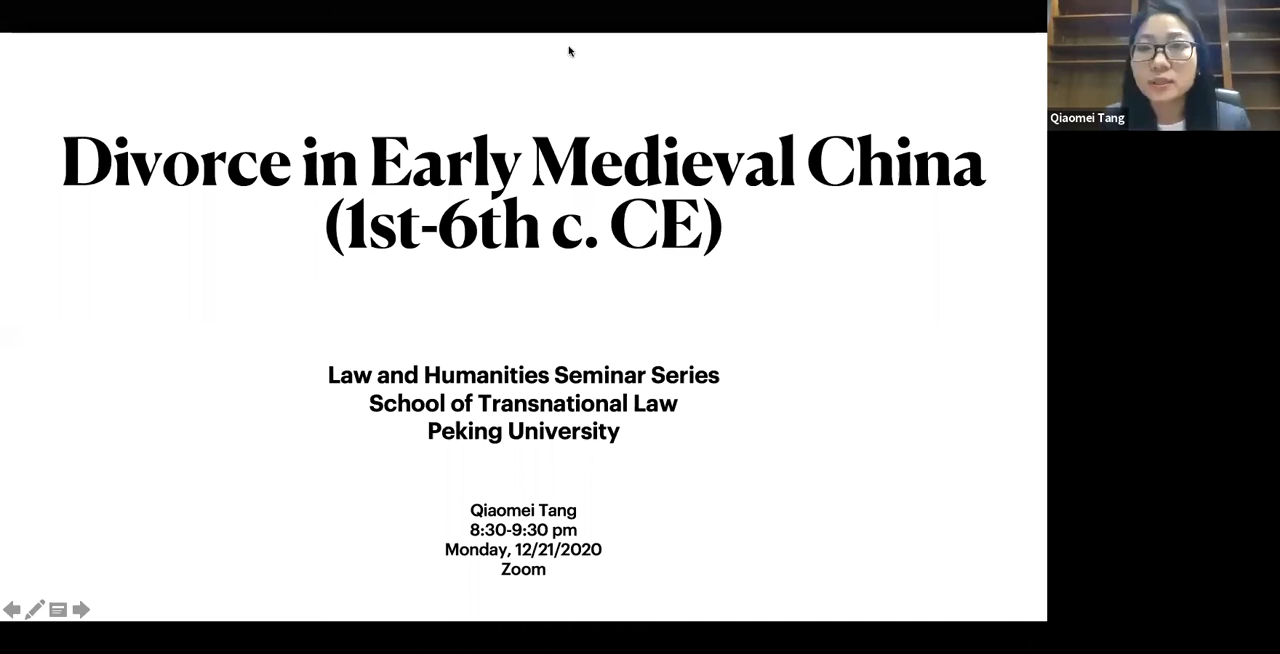 Divorce in Early Medieval China
(1st-6th c. CE)
Law and Humanities Seminar Series
School of Transnational Law
Peking University
Qiaomei Tang
8:30-9:30 pm
Monday, 12/21/2020
Zoom
Qiaomei Tang